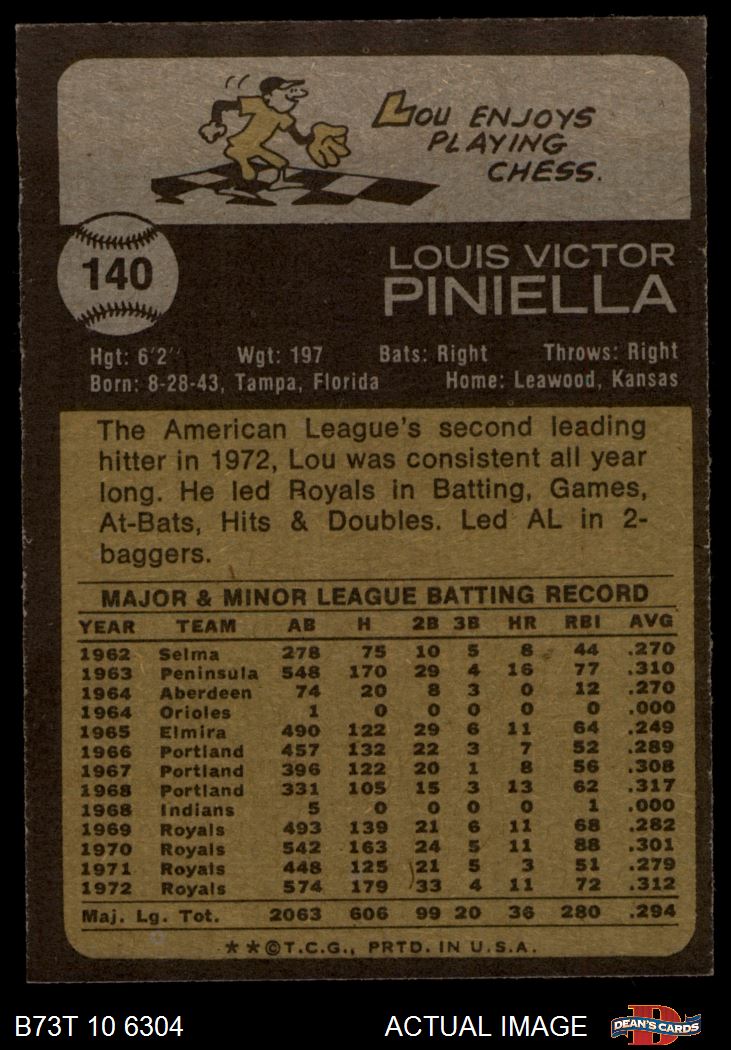 LOU ENJOYS
PLAYING
CHESS.
140
LOUIS VICTOR
PINIELLA
Hgt: 6'2" Wgt: 197 Bats: Right Throws: Right
Born: 8-28-43, Tampa, Florida Home: Leawood, Kansas
The American League's second leading
hitter in 1972, Lou was consistent all year
long. He led Royals in Batting, Games,
At-Bats, Hits & Doubles. Led AL in 2-
baggers.
MAJOR & MINOR LEAGUE BATTING RECORD
YEAR TEAM AB H 2B 3B HR RBI AVG
1962 Selma 278 75 10 5 8 44 .270
1963 Peninsula 548 170 29 4 16 77 .310
1964 Aberdeen 74 20 8 3 0 12 .270
1964 Orioles 1 0 0 0 0 0 .000
1965 Elmira 490 122 29 6 11 64 .249
1966 Portland 457 132 22 3 7 52 .289
1967 Portland 396 122 20 1 8 56 .308
1968 Portland 331 105 15 3 13 62 .317
1968 Indians 5 0 0 0 0 1 .000
1969 Royals 493 139 21 6 11 68 .282
1970 Royals 542 163 24 5 11 88 .301
1971 Royals 448 125 21 5 3 51 .279
1972 Royals 574 179 33 4 11 72 .312
Maj. Lg. Tot. 2063 606 99 20 36 280 .294
**©T.C.G., PRTD. IN U.S.A.
B73T 10 6304 ACTUAL IMAGE DEAN'S CARDS